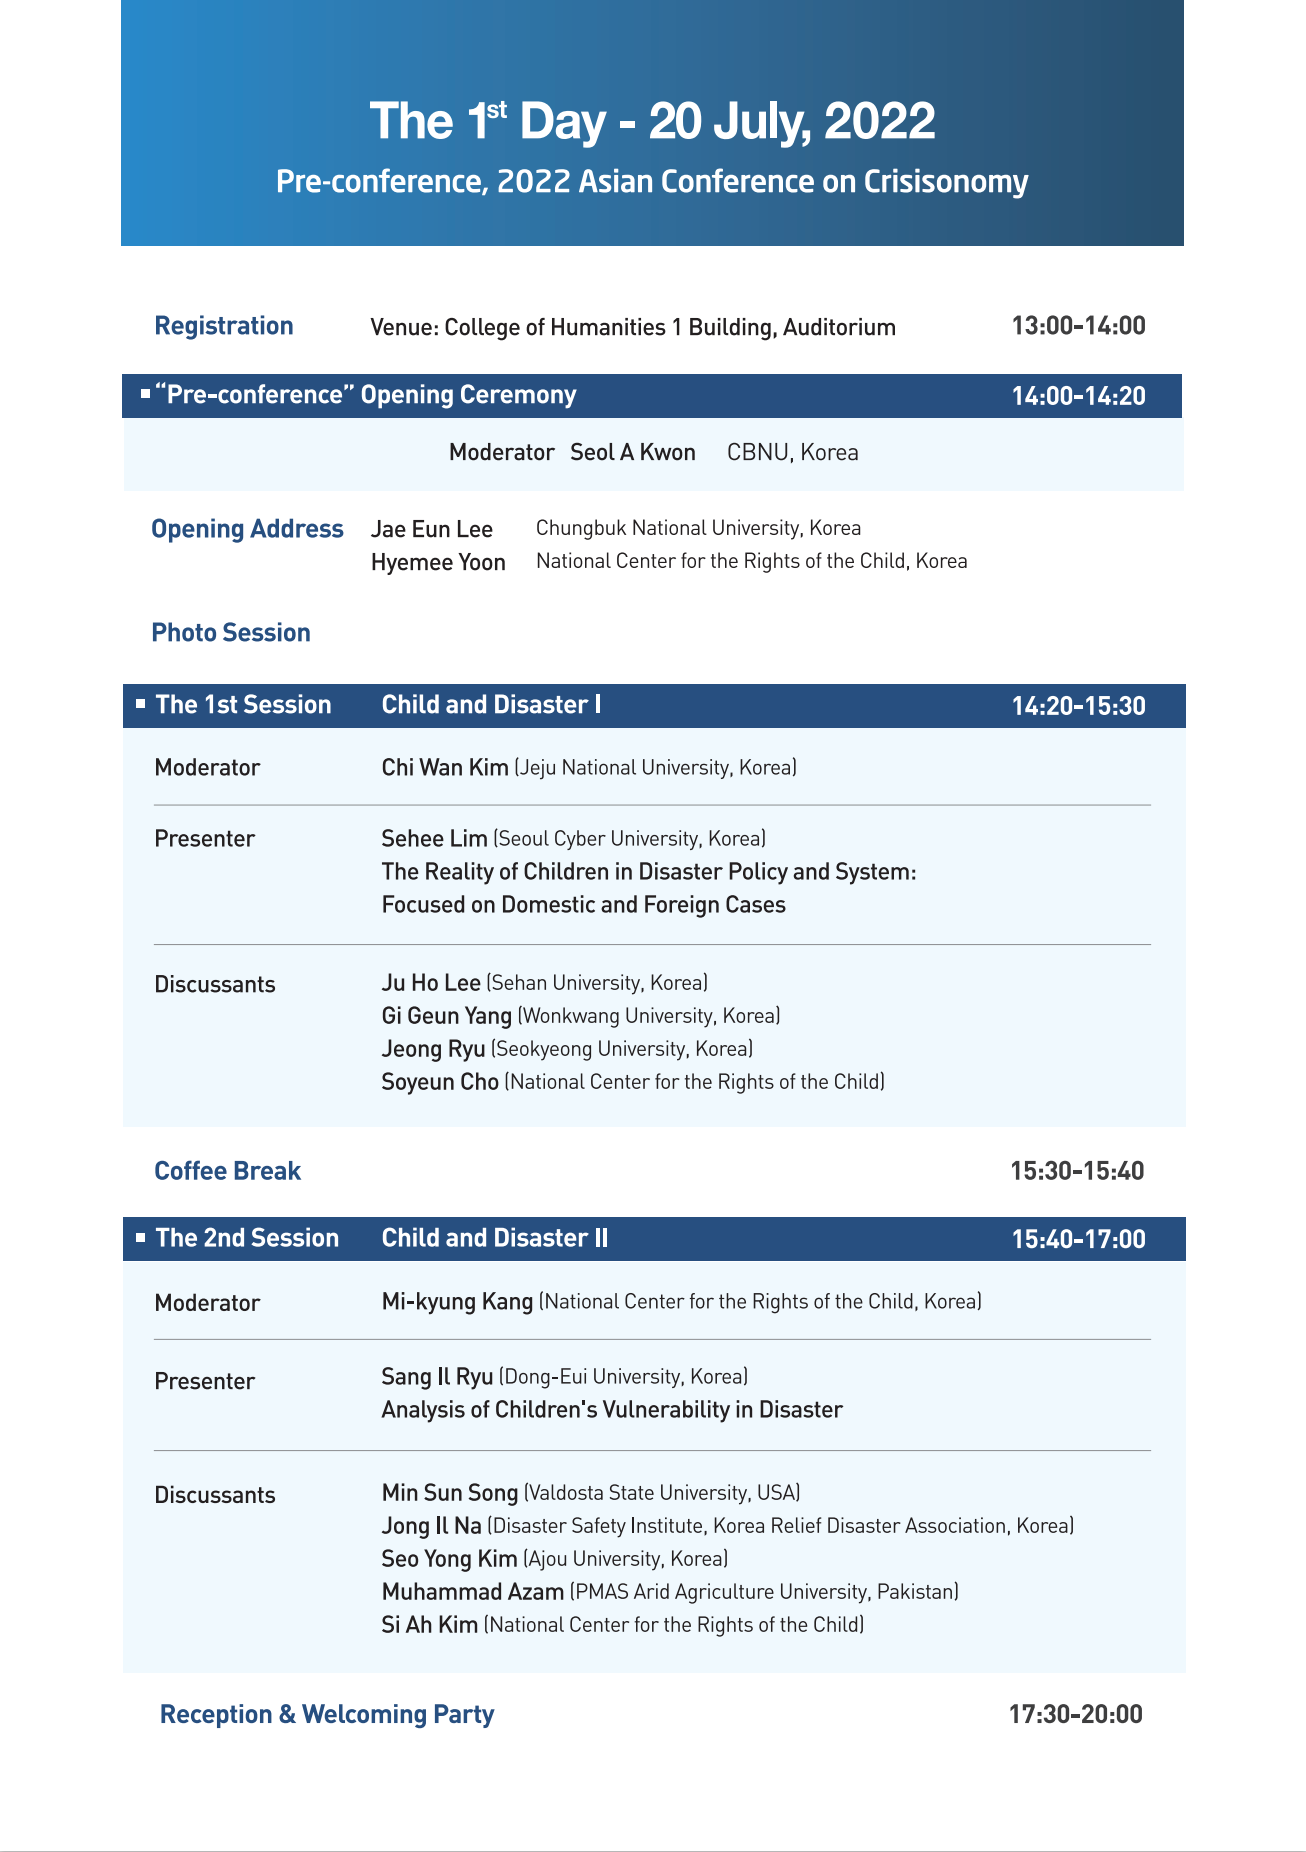 The 1st Day - 20 July, 2022
Pre-conference, 2022 Asian Conference on Crisisonomy
Registration Venue: College of Humanities 1 Building, Auditorium 13:00-14:00
▪ “Pre-conference” Opening Ceremony 14:00-14:20
Moderator Seol A Kwon CBNU, Korea
Opening Address Jae Eun Lee Chungbuk National University, Korea
Hyemee Yoon National Center for the Rights of the Child, Korea
Photo Session
▪ The 1st Session Child and Disaster I 14:20-15:30
Moderator Chi Wan Kim (Jeju National University, Korea)
Presenter Sehee Lim (Seoul Cyber University, Korea)
The Reality of Children in Disaster Policy and System:
Focused on Domestic and Foreign Cases
Discussants Ju Ho Lee (Sehan University, Korea)
Gi Geun Yang (Wonkwang University, Korea)
Jeong Ryu (Seokyeong University, Korea)
Soyeun Cho (National Center for the Rights of the Child)
Coffee Break 15:30-15:40
▪ The 2nd Session Child and Disaster II 15:40-17:00
Moderator Mi-kyung Kang (National Center for the Rights of the Child, Korea)
Presenter Sang Il Ryu (Dong-Eui University, Korea)
Analysis of Children's Vulnerability in Disaster
Discussants Min Sun Song (Valdosta State University, USA)
Jong Il Na (Disaster Safety Institute, Korea Relief Disaster Association, Korea)
Seo Yong Kim (Ajou University, Korea)
Muhammad Azam (PMAS Arid Agriculture University, Pakistan)
Si Ah Kim (National Center for the Rights of the Child)
Reception & Welcoming Party 17:30-20:00